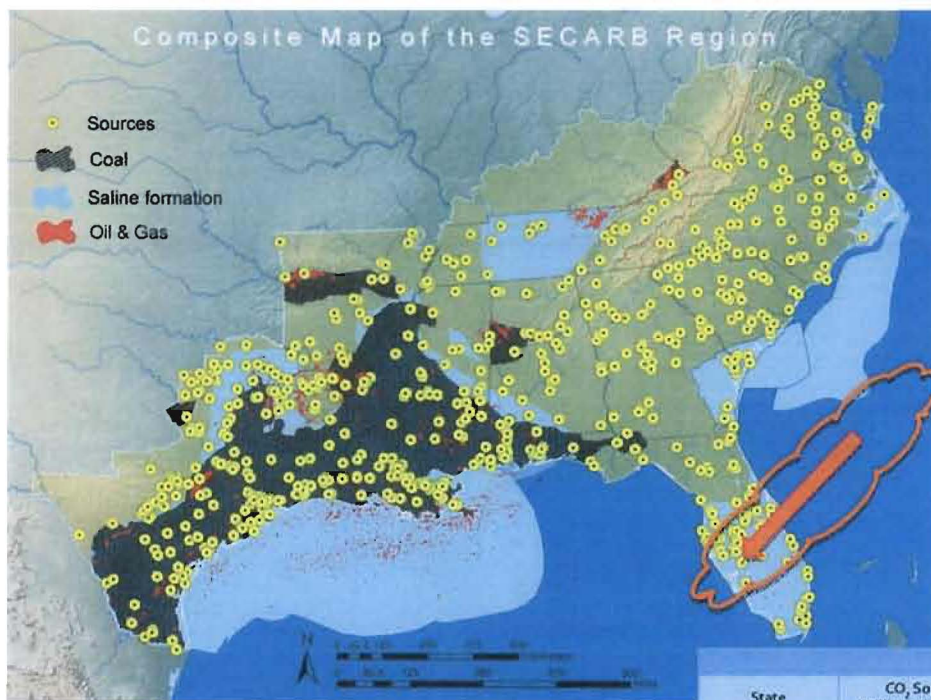 Composite Map of the SECARB Region
Sources
Coal
Saline formation
Oil & Gas
N
State
CO₂ So